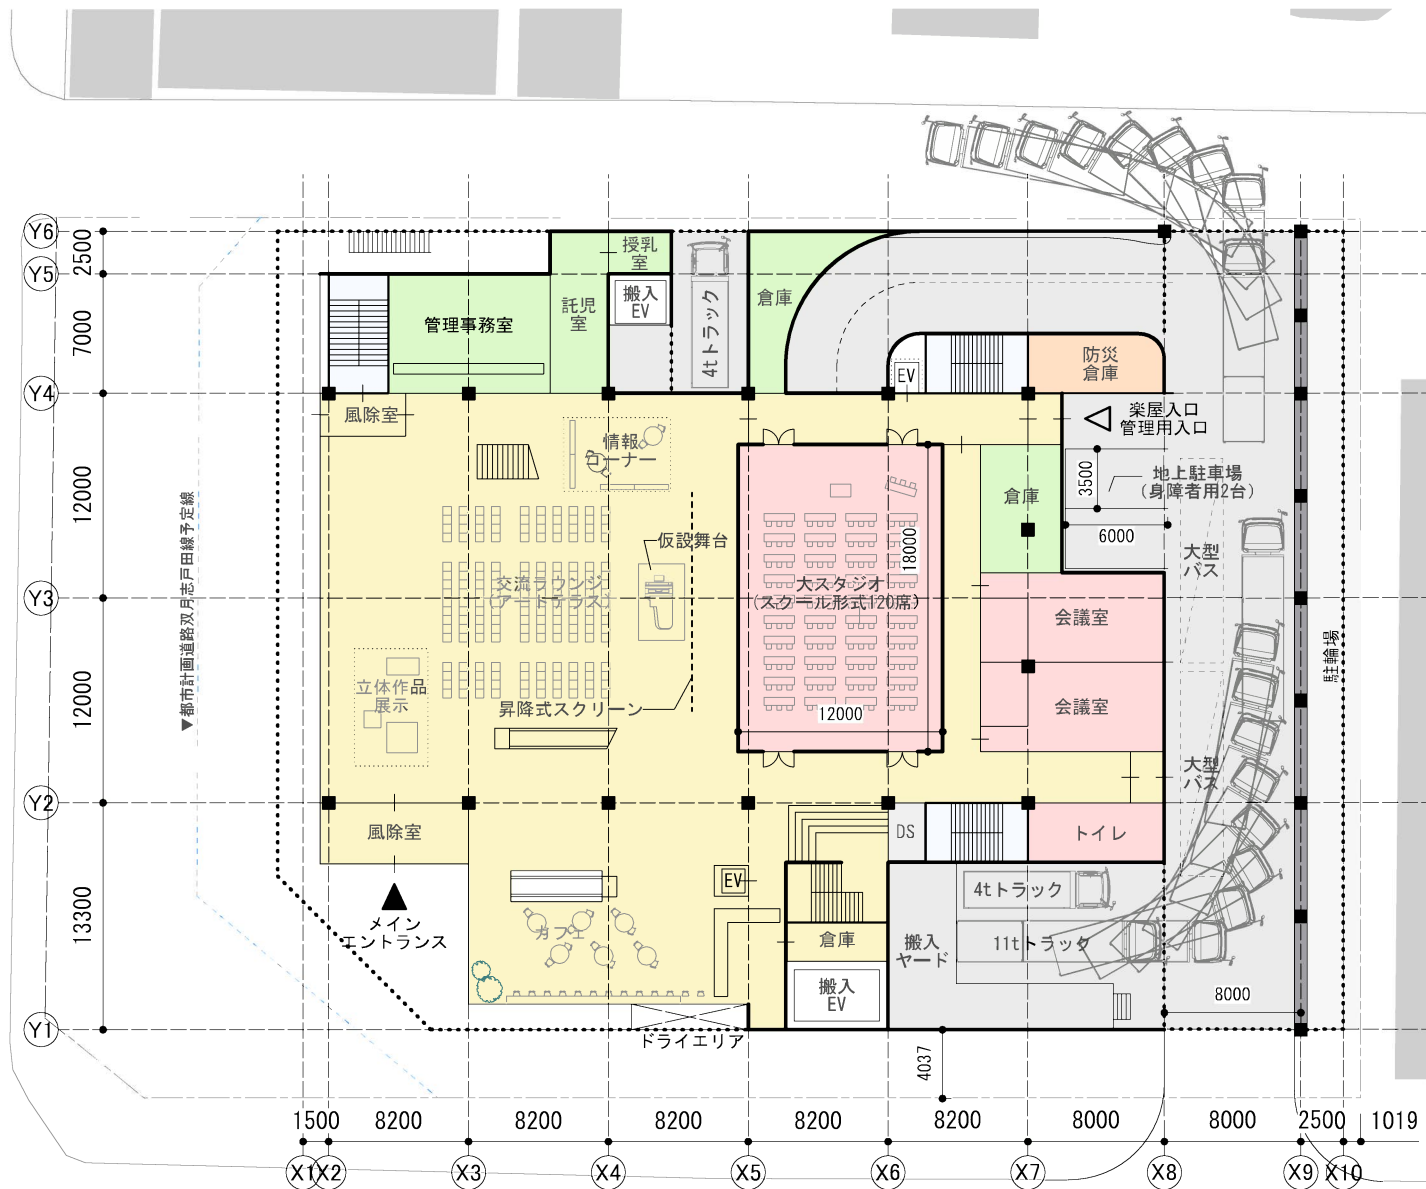 Y6
2500
Y5
7000
Y4
12000
Y3
12000
Y2
13300
Y1
授乳
室
搬入
EV
託児
室
管理事務室
4tトラック
倉庫
EV
防災
倉庫
風除室
情報
コーナー
楽屋入口
管理用入口
地上駐車場
(身障者用2台)
3500
6000
倉庫
大型
バス
▼都市計画道路双月志戸田線予定線
仮設舞台
交流ラウンジ
(アートテラス)
18000
大スタジオ
(スクール形式120席)
会議室
会議室
駐輪場
立体作品
展示
昇降式スクリーン
12000
大型
バス
風除室
DS
トイレ
EV
メイン
エントランス
カフェ
倉庫
搬入
EV
搬入
ヤード
4tトラック
11tトラック
8000
ドライエリア
4037
1500
8200
8200
8200
8200
8200
8000
8000
2500
1019
X1
X2
X3
X4
X5
X6
X7
X8
X9
X10